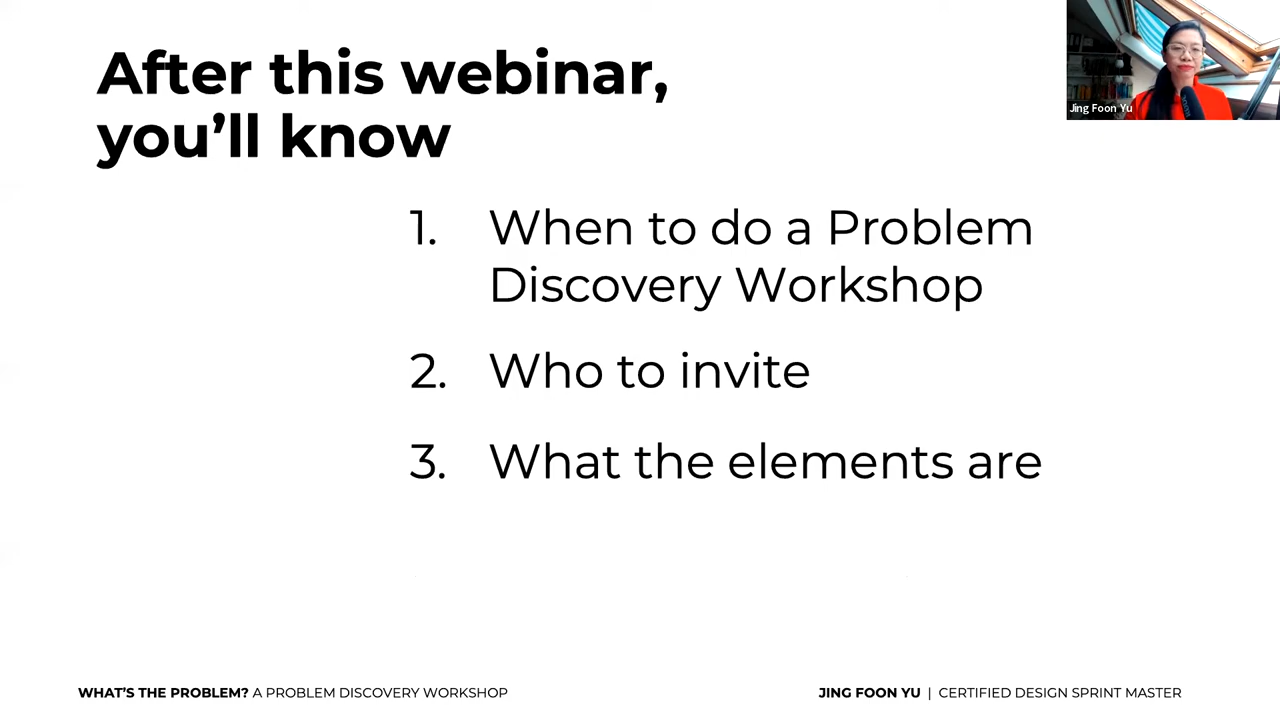 After this webinar,
you’ll know
Jing Foon Yu
1. When to do a Problem
Discovery Workshop
2. Who to invite
3. What the elements are
WHAT’S THE PROBLEM? A PROBLEM DISCOVERY WORKSHOP
JING FOON YU | CERTIFIED DESIGN SPRINT MASTER